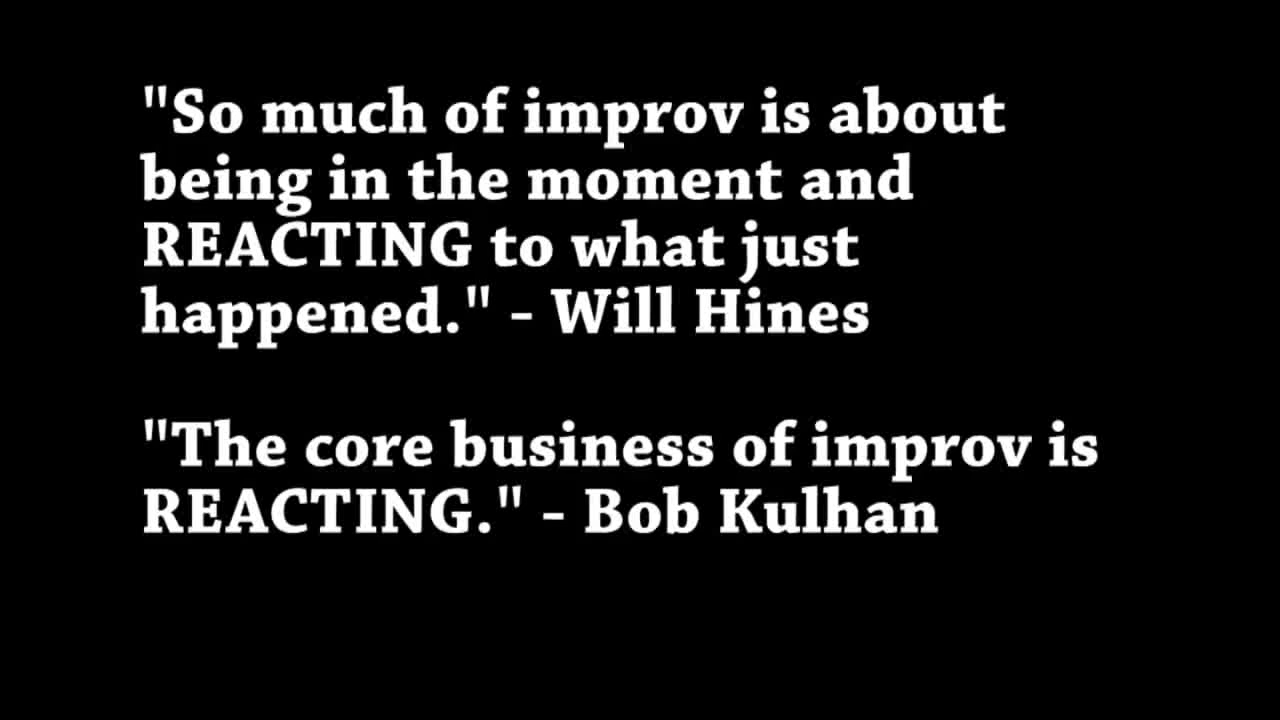 "So much of improv is about
being in the moment and
REACTING to what just
happened." - Will Hines
"The core business of improv is
REACTING." - Bob Kulhan